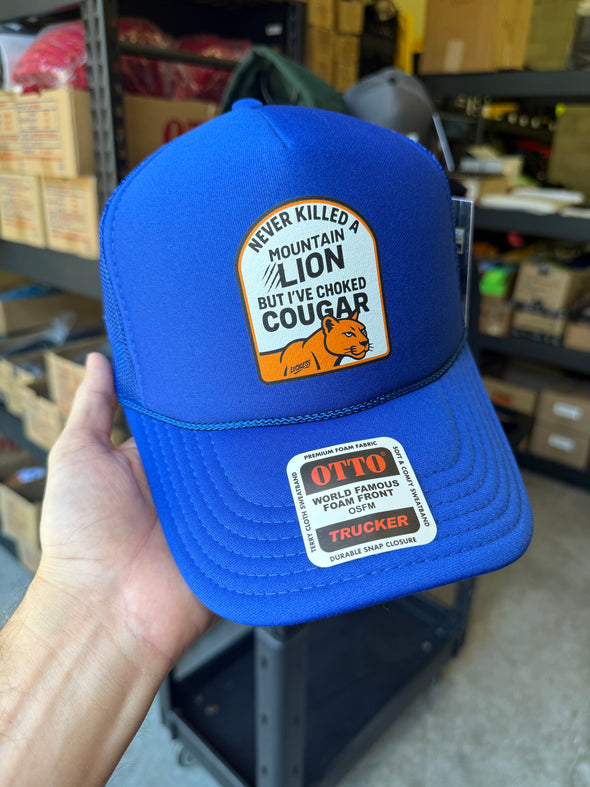 NEVER KILLED A
MOUNTAIN
LION
BUT I'VE CHOKED
COUGAR
PREMIUM FOAM FABRIC
SOFT & COMFY SWEATBAND
TERRY CLOTH SWEATBAND
OTTO
WORLD FAMOUS
FOAM FRONT
OSFM
TRUCKER
DURABLE SNAP CLOSURE